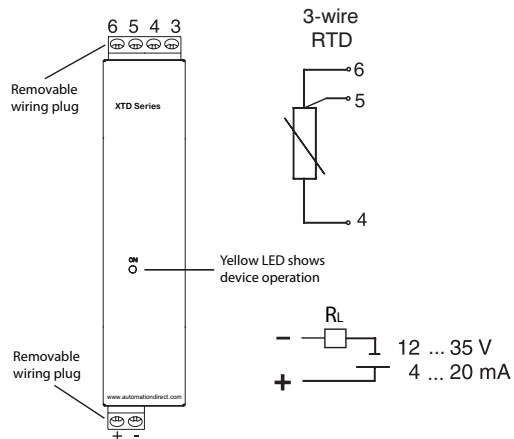 6 5 4 3
3-wire
RTD
Removable
wiring plug
XTD Series
6
5
4
ON
Yellow LED shows
device operation
RL
- 12 ... 35 V
+ 4 ... 20 mA
Removable
wiring plug
www.automationdirect.com
+ -